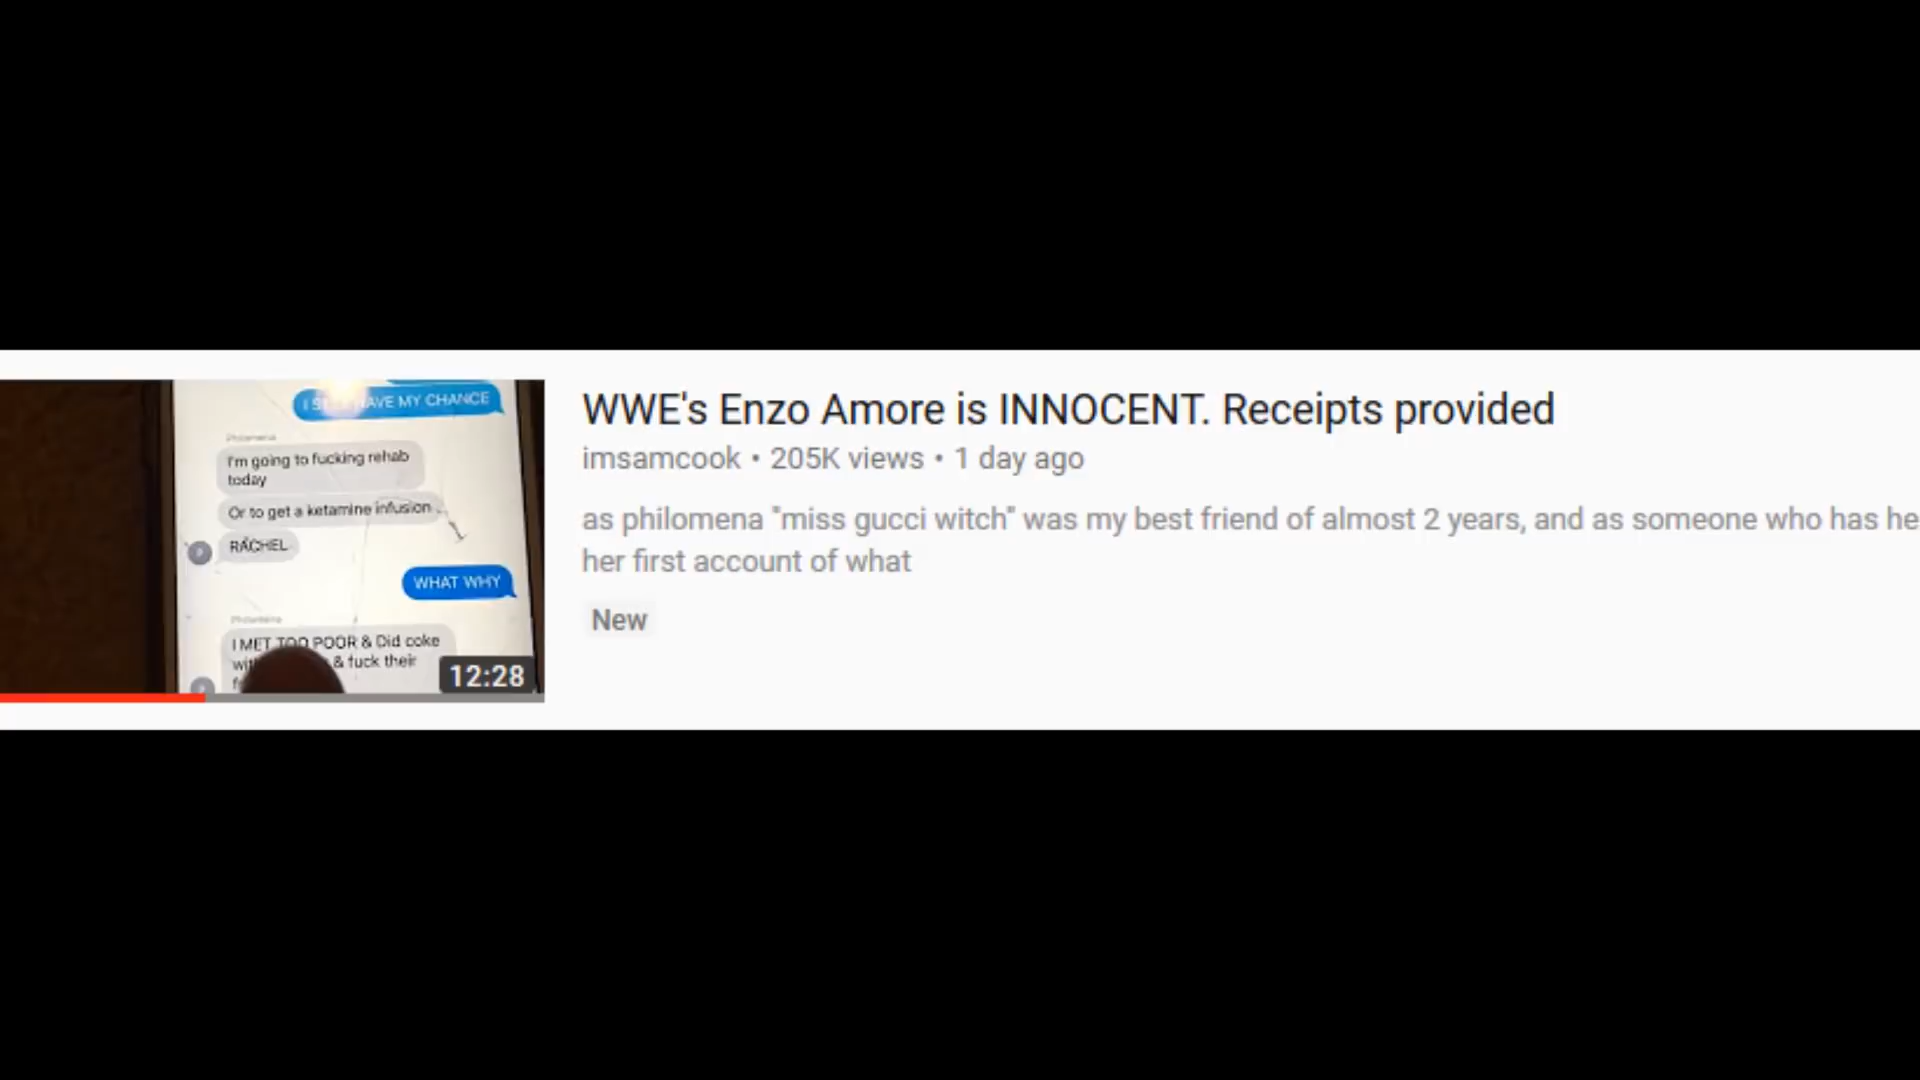 I HAVE MY CHANCE
Philomena
I'm going to fucking rehab
today
Or to get a ketamine infusion
RACHEL
WHAT WHY
Philomena
I MET TOO POOR & Did coke
& fuck their
12:28
WWE's Enzo Amore is INNOCENT. Receipts provided
imsamcook • 205K views • 1 day ago
as philomena "miss gucci witch" was my best friend of almost 2 years, and as someone who has he
her first account of what
New